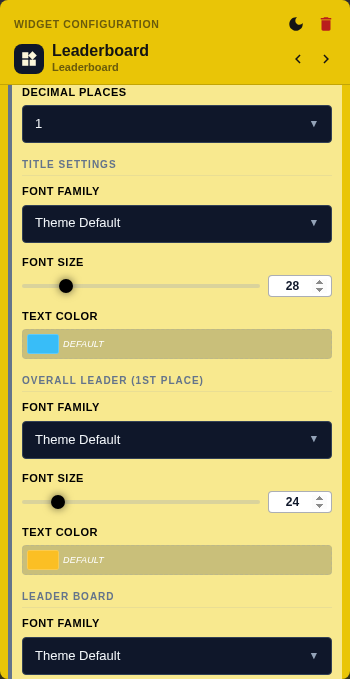 WIDGET CONFIGURATION
Leaderboard
Leaderboard
DECIMAL PLACES
1
TITLE SETTINGS
FONT FAMILY
Theme Default
FONT SIZE
28
TEXT COLOR
DEFAULT
OVERALL LEADER (1ST PLACE)
FONT FAMILY
Theme Default
FONT SIZE
24
TEXT COLOR
DEFAULT
LEADER BOARD
FONT FAMILY
Theme Default